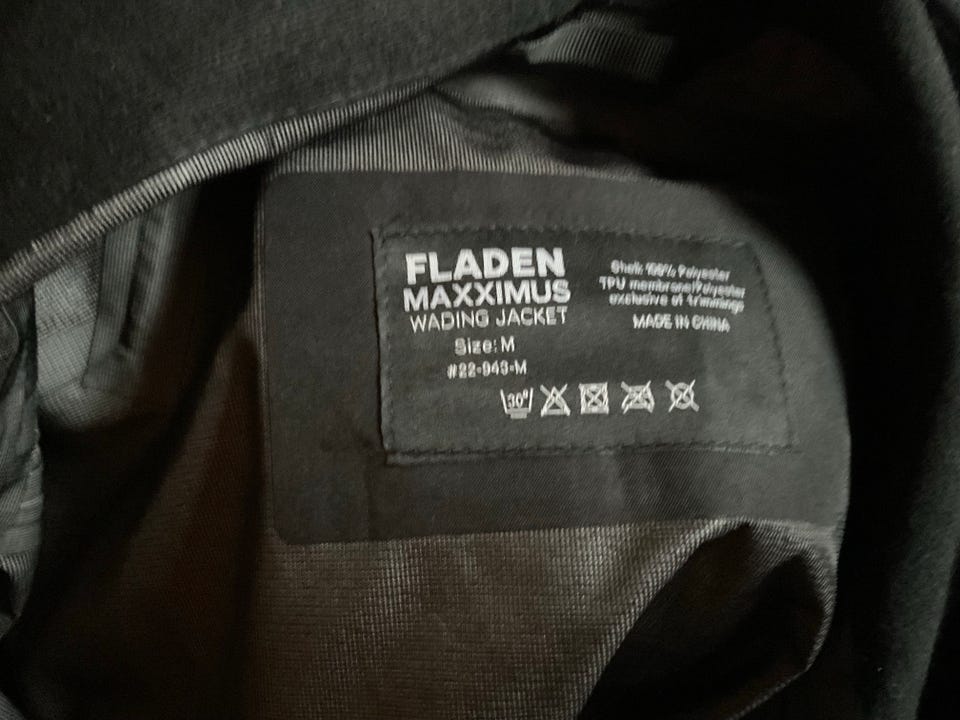 FLADEN
MAXXIMUS
WADING JACKET
Size: M
#22-943-M
30°
Shell: 100% Polyester
TPU membrane/Polyester
exclusive of trimmings
MADE IN CHINA